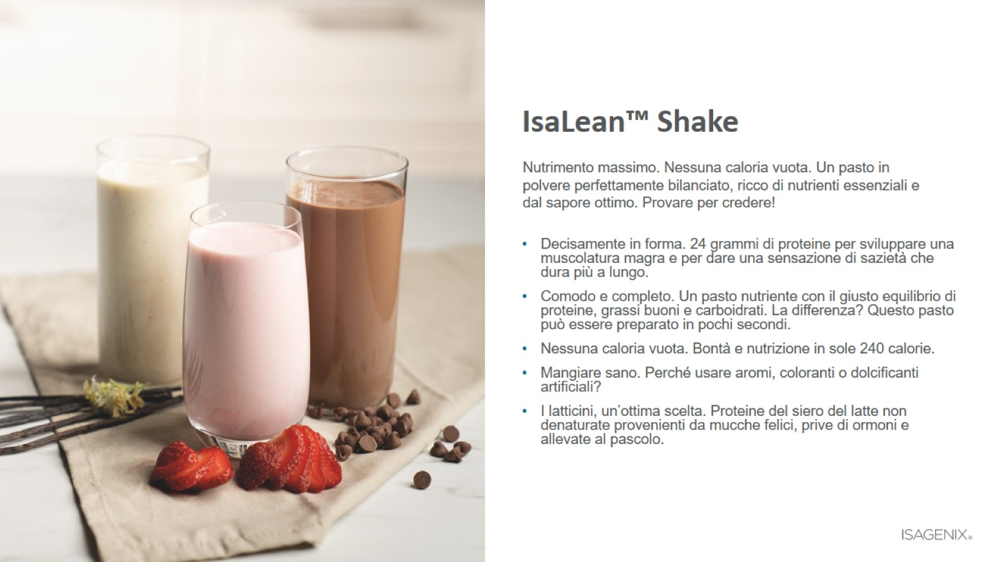 IsaLean™ Shake
Nutrimento massimo. Nessuna caloria vuota. Un pasto in
polvere perfettamente bilanciato, ricco di nutrienti essenziali e
dal sapore ottimo. Provare per credere!
• Decisamente in forma. 24 grammi di proteine per sviluppare una
muscolatura magra e per dare una sensazione di sazietà che
dura più a lungo.
• Comodo e completo. Un pasto nutriente con il giusto equilibrio di
proteine, grassi buoni e carboidrati. La differenza? Questo pasto
può essere preparato in pochi secondi.
• Nessuna caloria vuota. Bontà e nutrizione in sole 240 calorie.
• Mangiare sano. Perché usare aromi, coloranti o dolcificanti
artificiali?
• I latticini, un’ottima scelta. Proteine del siero del latte non
denaturate provenienti da mucche felici, prive di ormoni e
allevate al pascolo.
ISAGENIX®